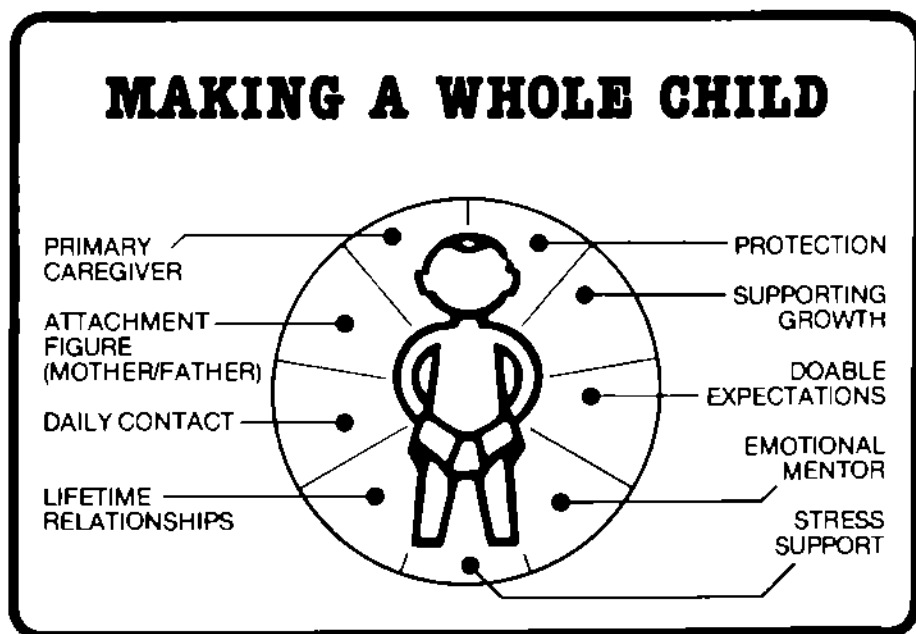 MAKING A WHOLE CHILD
PRIMARY
CAREGIVER
ATTACHMENT
FIGURE
(MOTHER/FATHER)
DAILY CONTACT
LIFETIME
RELATIONSHIPS
PROTECTION
SUPPORTING
GROWTH
DOABLE
EXPECTATIONS
EMOTIONAL
MENTOR
STRESS
SUPPORT